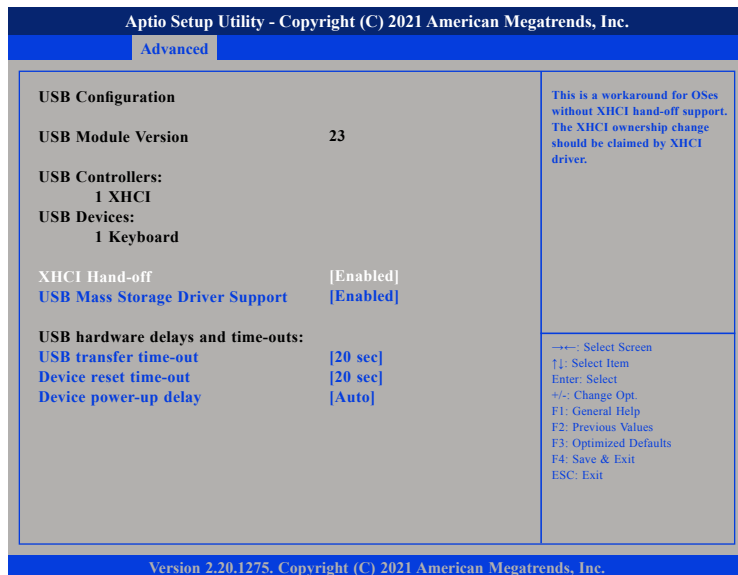 Aptio Setup Utility - Copyright (C) 2021 American Megatrends, Inc.
Advanced
USB Configuration
USB Module Version 23
USB Controllers:
1 XHCI
USB Devices:
1 Keyboard
XHCI Hand-off [Enabled]
USB Mass Storage Driver Support [Enabled]
USB hardware delays and time-outs:
USB transfer time-out [20 sec]
Device reset time-out [20 sec]
Device power-up delay [Auto]
This is a workaround for OSes
without XHCI hand-off support.
The XHCI ownership change
should be claimed by XHCI
driver.
→←: Select Screen
↑↓: Select Item
Enter: Select
+/-: Change Opt.
F1: General Help
F2: Previous Values
F3: Optimized Defaults
F4: Save & Exit
ESC: Exit
Version 2.20.1275. Copyright (C) 2021 American Megatrends, Inc.